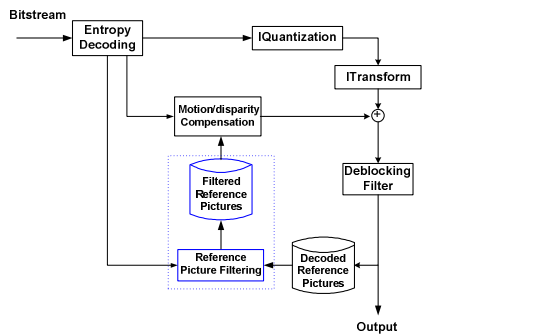 Bitstream
Entropy
Decoding
IQuantization
ITransform
Motion/disparity
Compensation
+
Deblocking
Filter
Filtered
Reference
Pictures
Reference
Picture Filtering
Decoded
Reference
Pictures
Output